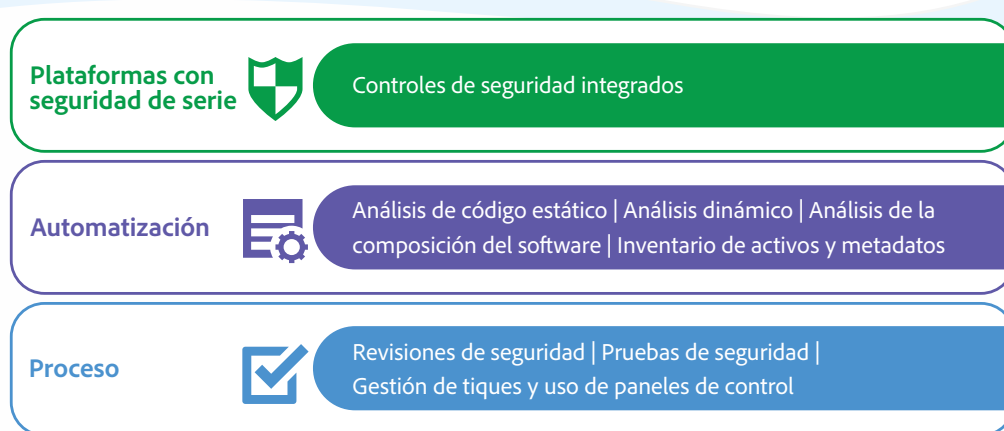 Plataformas con
seguridad de serie
Controles de seguridad integrados
Automatización
Análisis de código estático | Análisis dinámico | Análisis de la
composición del software | Inventario de activos y metadatos
Proceso
Revisiones de seguridad | Pruebas de seguridad |
Gestión de tiques y uso de paneles de control